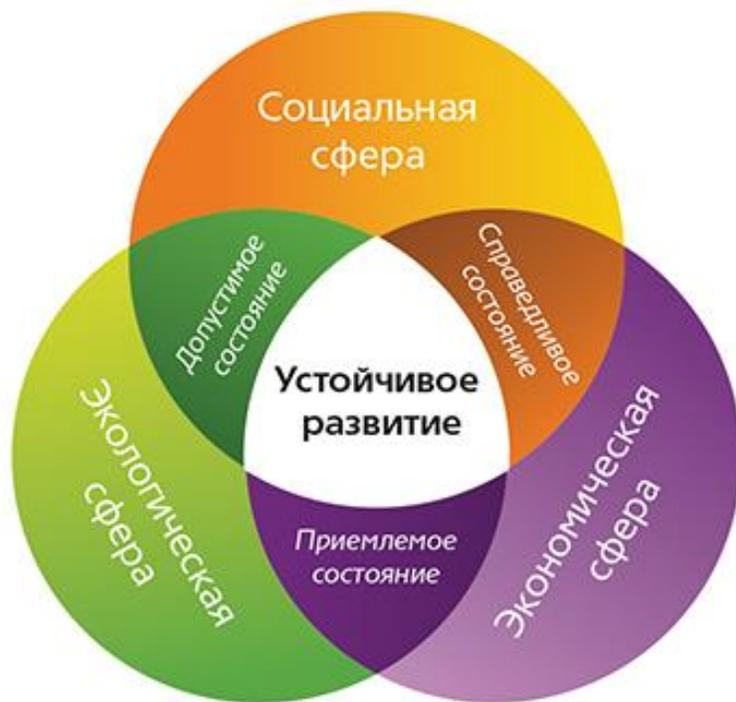 Социальная
сфера
Допустимое
состояние
Справедливое
состояние
Устойчивое
развитие
Экологическая
сфера
Приемлемое
состояние
Экономическая
сфера